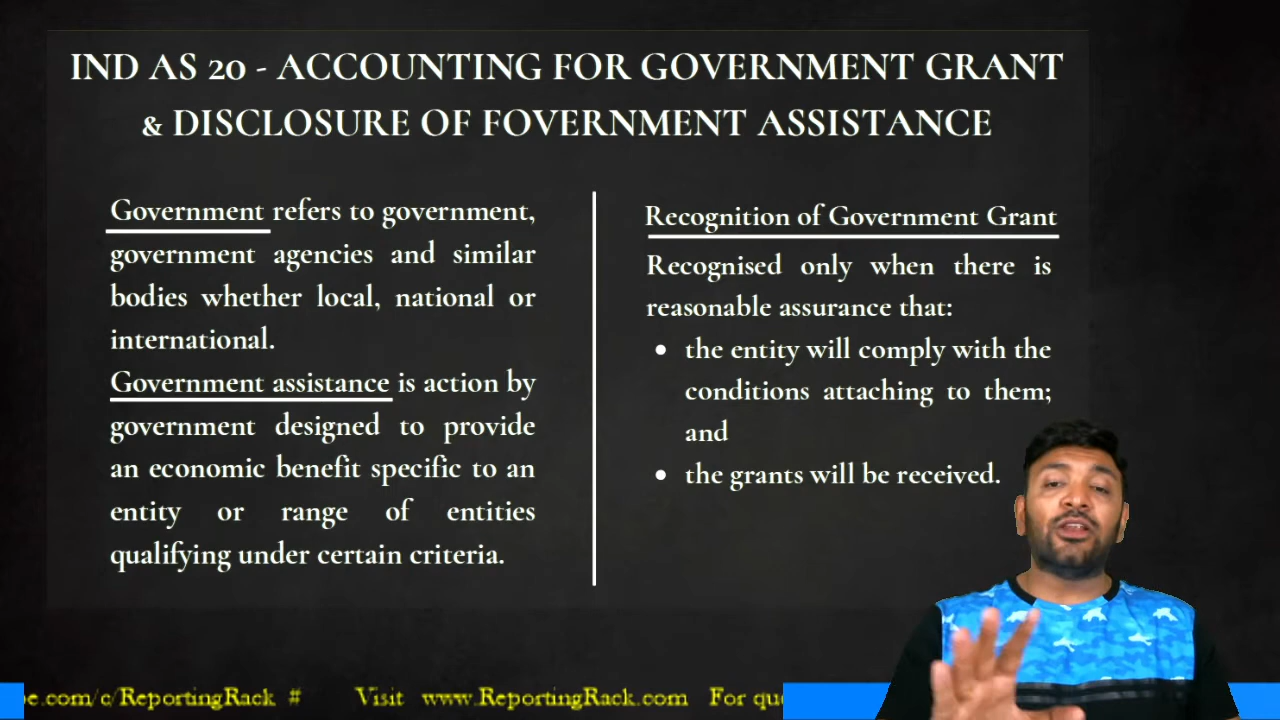 IND AS 20 - ACCOUNTING FOR GOVERNMENT GRANT
& DISCLOSURE OF FOVERNMENT ASSISTANCE
Government refers to government,
government agencies and similar
bodies whether local, national or
international.
Government assistance is action by
government designed to provide
an economic benefit specific to an
entity or range of entities
qualifying under certain criteria.
Recognition of Government Grant
Recognised only when there is
reasonable assurance that:
• the entity will comply with the
conditions attaching to them;
and
• the grants will be received.
be.com/c/ReportingRack # Visit www.ReportingRack.com For qu